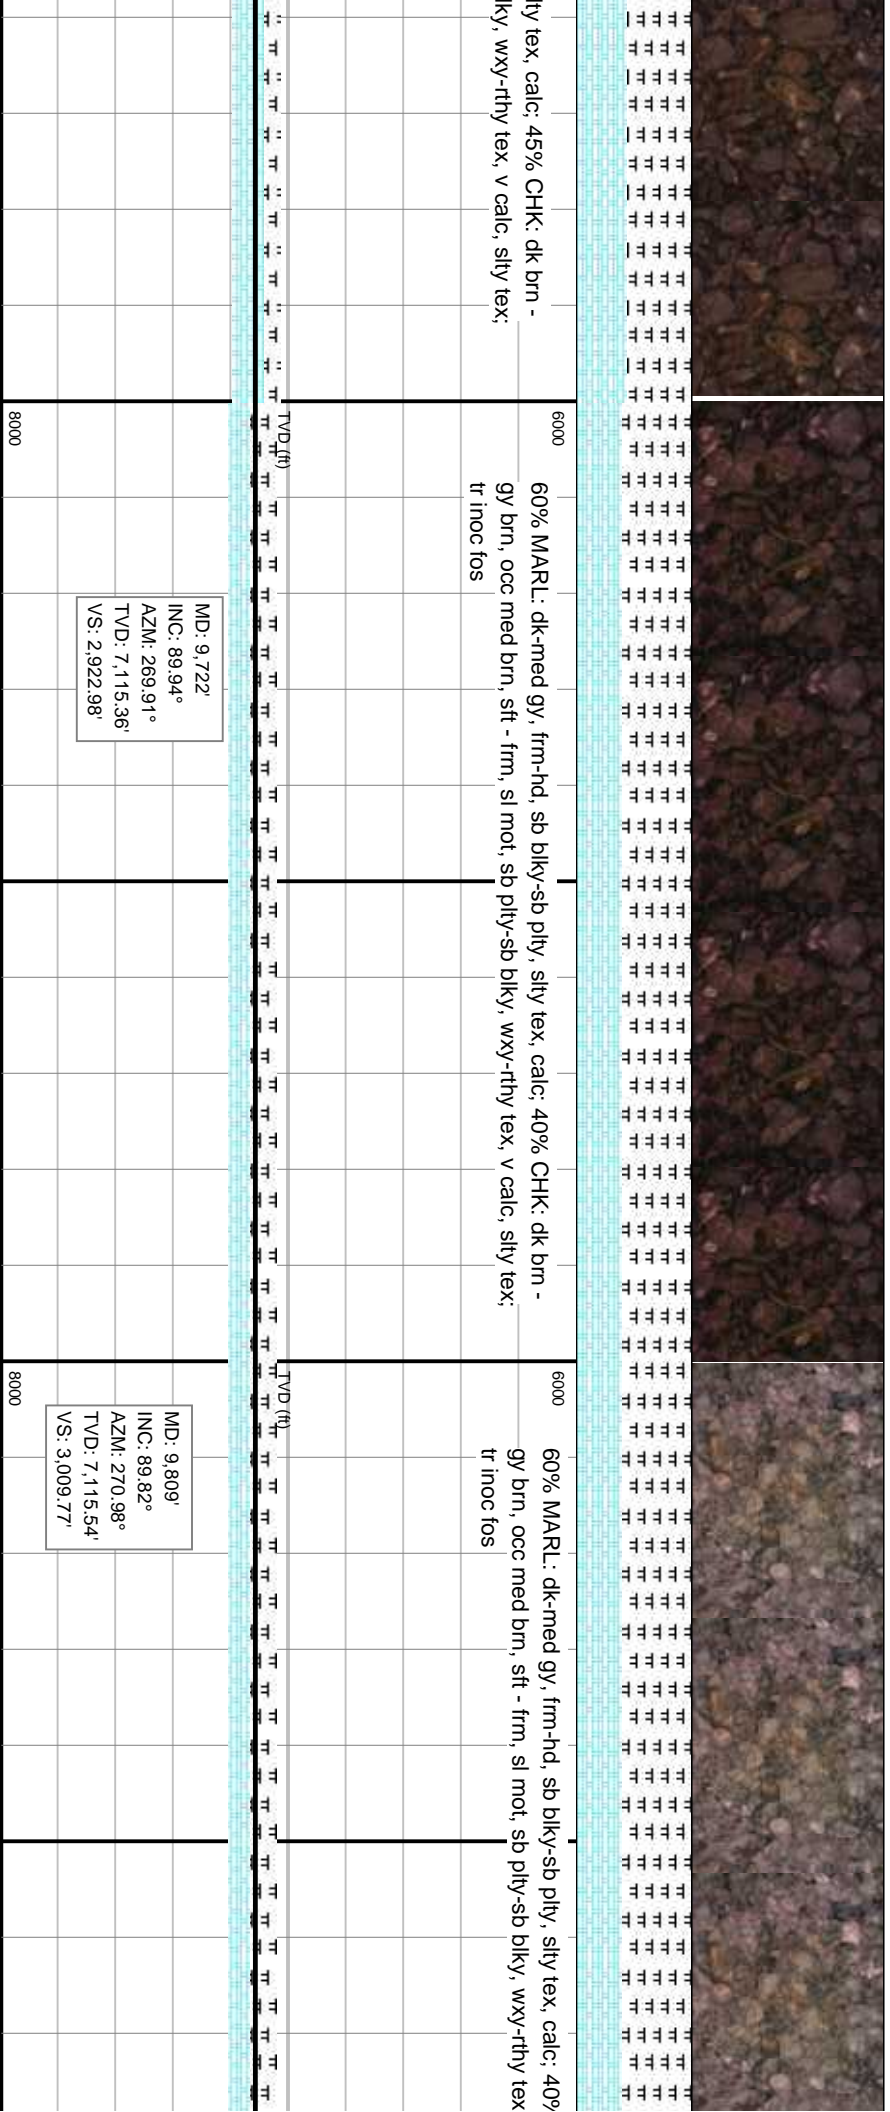 lty tex, calc; 45% CHK: dk brn -
lky, wxy-rthy tex, v calc, slty tex;
6000
TVD (ft)
8000
60% MARL: dk-med gy, frm-hd, sb blky-sb plty, slty tex, calc; 40% CHK: dk brn -
gy brn, occ med brn, sft - frm, sl mot, sb plty-sb blky, wxy-rthy tex, v calc, slty tex;
tr inoc fos
MD: 9,722'
INC: 89.94°
AZM: 269.91°
TVD: 7,115.36'
VS: 2,922.98'
6000
TVD (ft)
8000
60% MARL: dk-med gy, frm-hd, sb blky-sb plty, slty tex, calc; 40%
gy brn, occ med brn, sft - frm, sl mot, sb plty-sb blky, wxy-rthy tex
tr inoc fos
MD: 9,809'
INC: 89.82°
AZM: 270.98°
TVD: 7,115.54'
VS: 3,009.77'